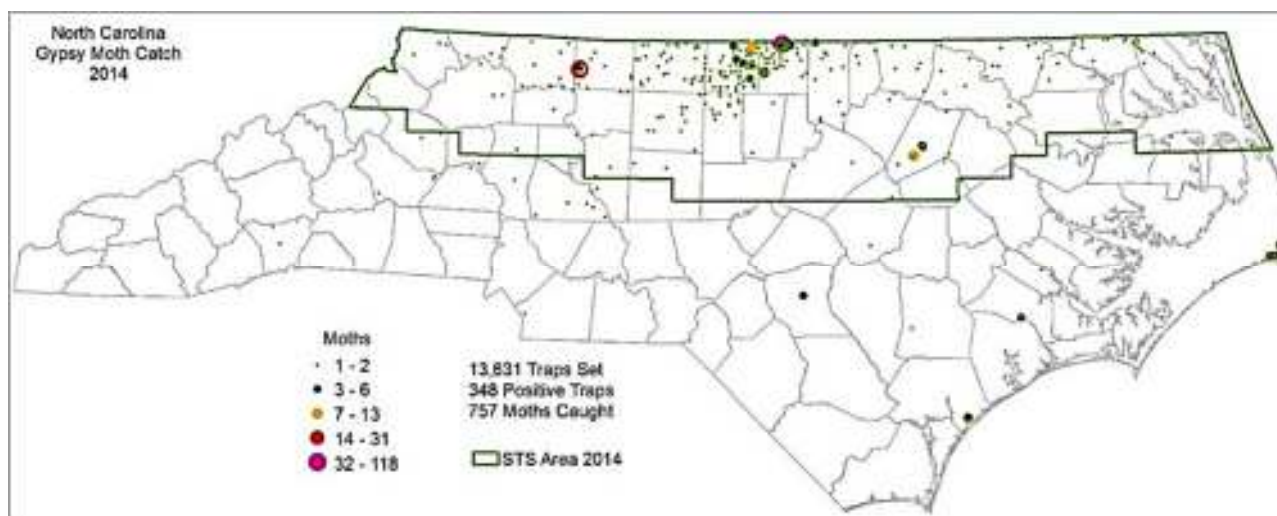 North Carolina
Gypsy Moth Catch
2014
Moths
1 - 2
3 - 6
7 - 13
14 - 31
32 - 118
13,831 Traps Set
348 Positive Traps
757 Moths Caught
STS Area 2014